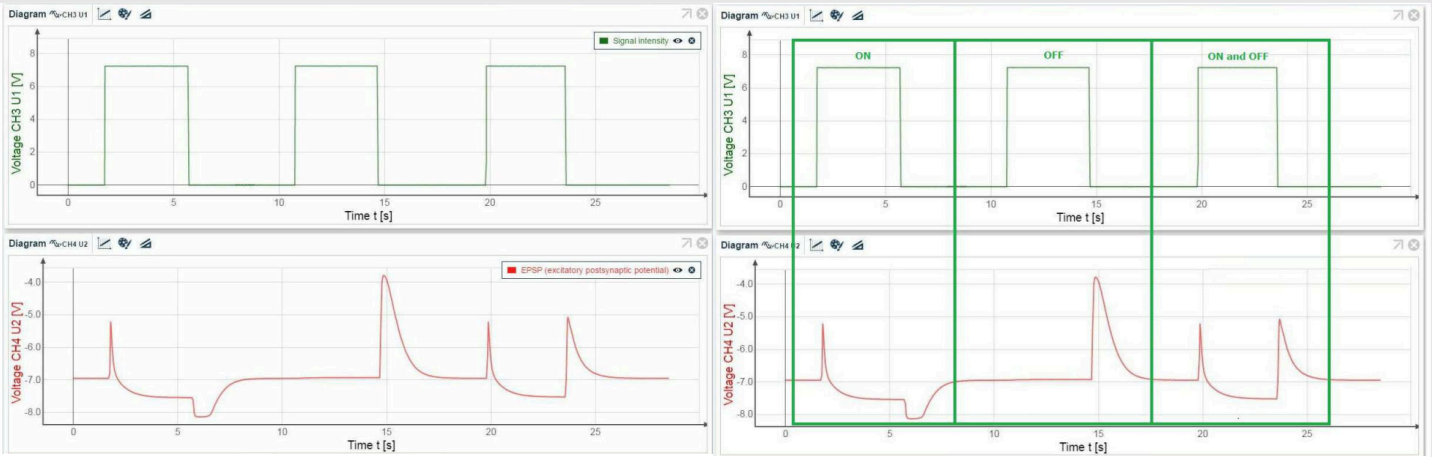 Diagram CH3 U1
Signal intensity
Voltage CH3 U1 [V]
8
6
4
2
0
0 5 10 15 20 25
Time t [s]
Diagram CH4 U2
EPSP (excitatory postsynaptic potential)
Voltage CH4 U2 [V]
-4.0
-5.0
-6.0
-7.0
-8.0
0 5 10 15 20 25
Time t [s]
Diagram CH3 U1
ON OFF ON and OFF
Voltage CH3 U1 [V]
8
6
4
2
0
0 5 10 15 20 25
Time t [s]
Diagram CH4 U2
Voltage CH4 U2 [V]
-4.0
-5.0
-6.0
-7.0
-8.0
0 5 10 15 20 25
Time t [s]